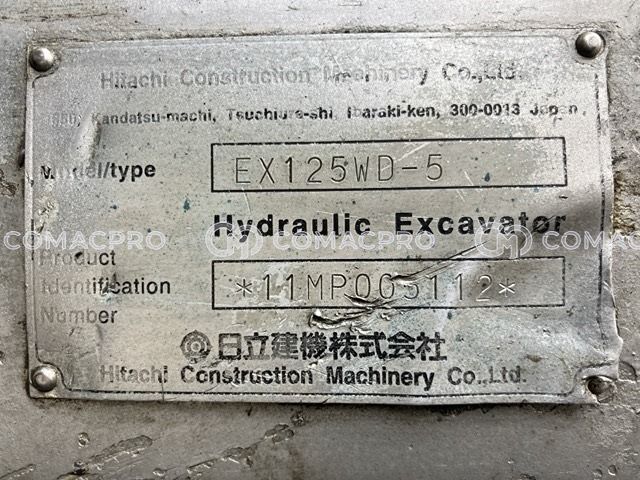 Hitachi Construction Machinery Co.,Ltd.
Kandatsu-machi, Tsuchiura-shi, Ibaraki-ken, 300-0013 Japan
Model/type EX125WD-5
Hydraulic Excavator
COMACPRO COMACPRO COMACPRO
Product
Identification *11MP005112*
Number
日立建機株式会社
Hitachi Construction Machinery Co.,Ltd.